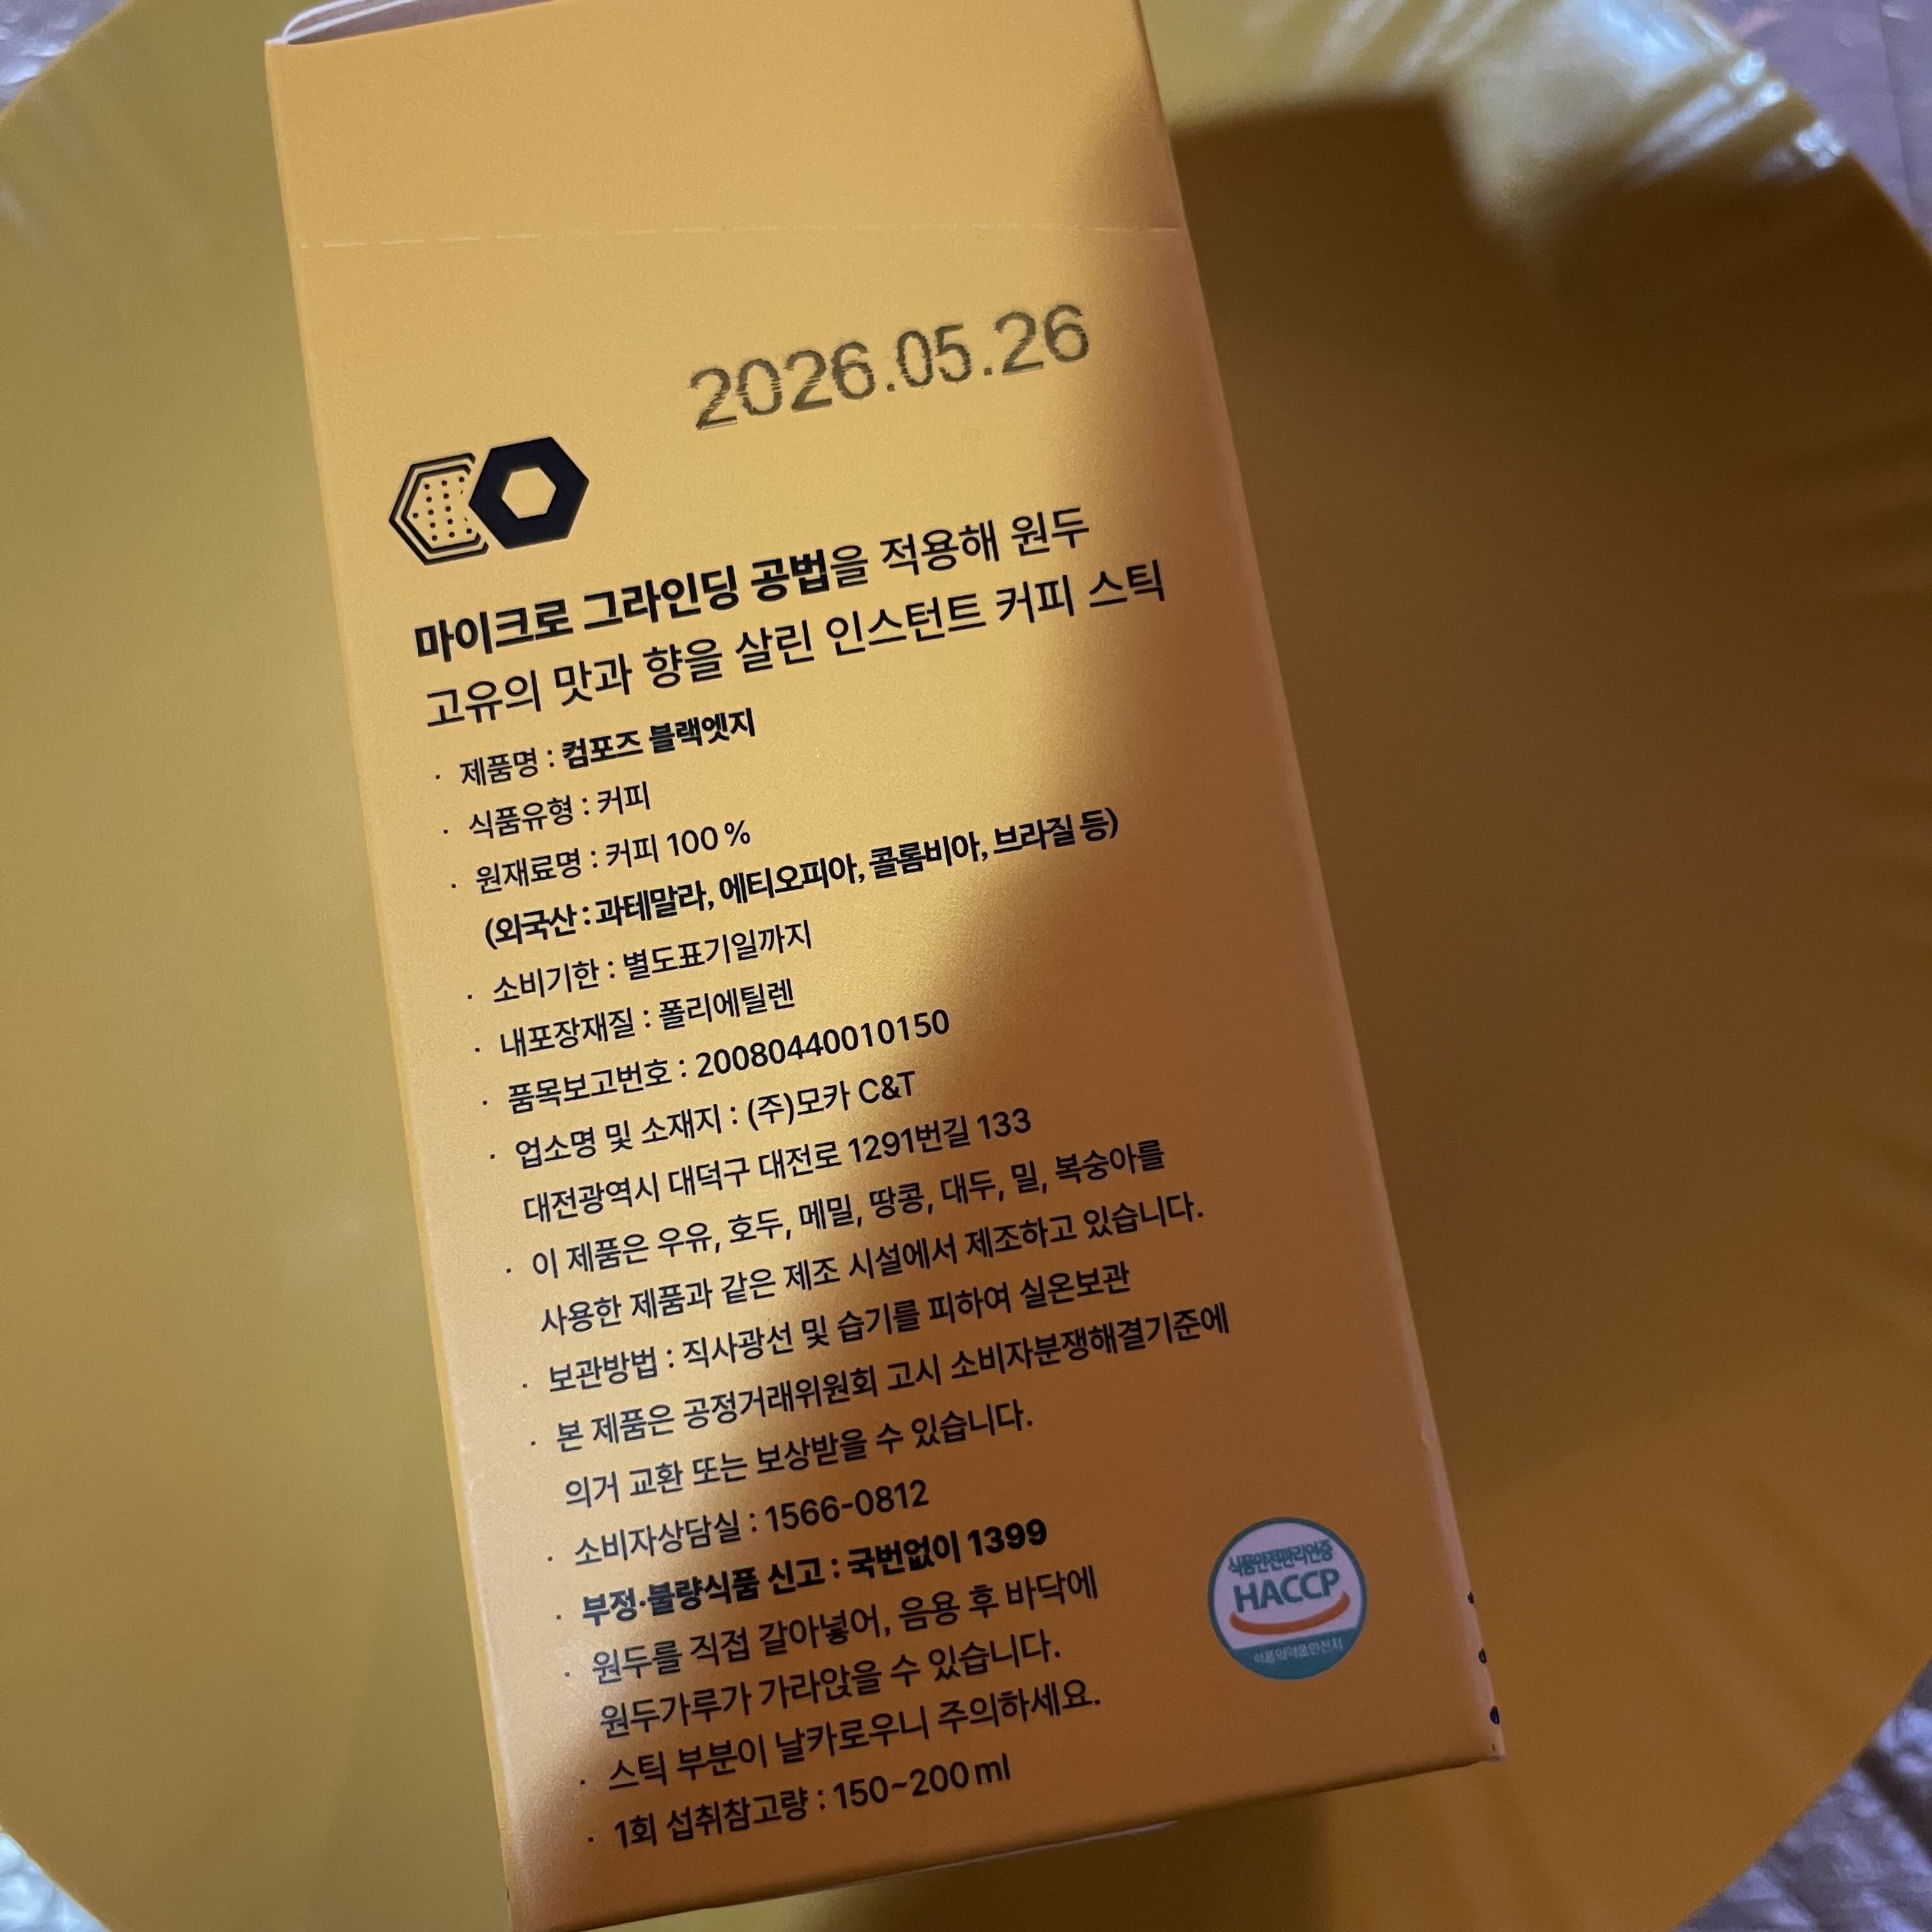 2026.05.26
마이크로 그라인딩 공법을 적용해 원두
고유의 맛과 향을 살린 인스턴트 커피 스틱
· 제품명 : 컴포즈 블랙엣지
· 식품유형 : 커피
· 원재료명 : 커피 100 %
(외국산 : 과테말라, 에티오피아, 콜롬비아, 브라질 등)
· 소비기한 : 별도표기일까지
· 내포장재질 : 폴리에틸렌
· 품목보고번호 : 20080440010150
· 업소명 및 소재지 : (주)모카 C&T
대전광역시 대덕구 대전로 1291번길 133
· 이 제품은 우유, 호두, 메밀, 땅콩, 대두, 밀, 복숭아를
사용한 제품과 같은 제조 시설에서 제조하고 있습니다.
· 보관방법 : 직사광선 및 습기를 피하여 실온보관
· 본 제품은 공정거래위원회 고시 소비자분쟁해결기준에
의거 교환 또는 보상받을 수 있습니다.
· 소비자상담실 : 1566-0812
· 부정·불량식품 신고 : 국번없이 1399
· 원두를 직접 갈아넣어, 음용 후 바닥에
원두가루가 가라앉을 수 있습니다.
· 스틱 부분이 날카로우니 주의하세요.
· 1회 섭취참고량 : 150~200 ml
식품안전관리인증
HACCP
식품의약품안전처